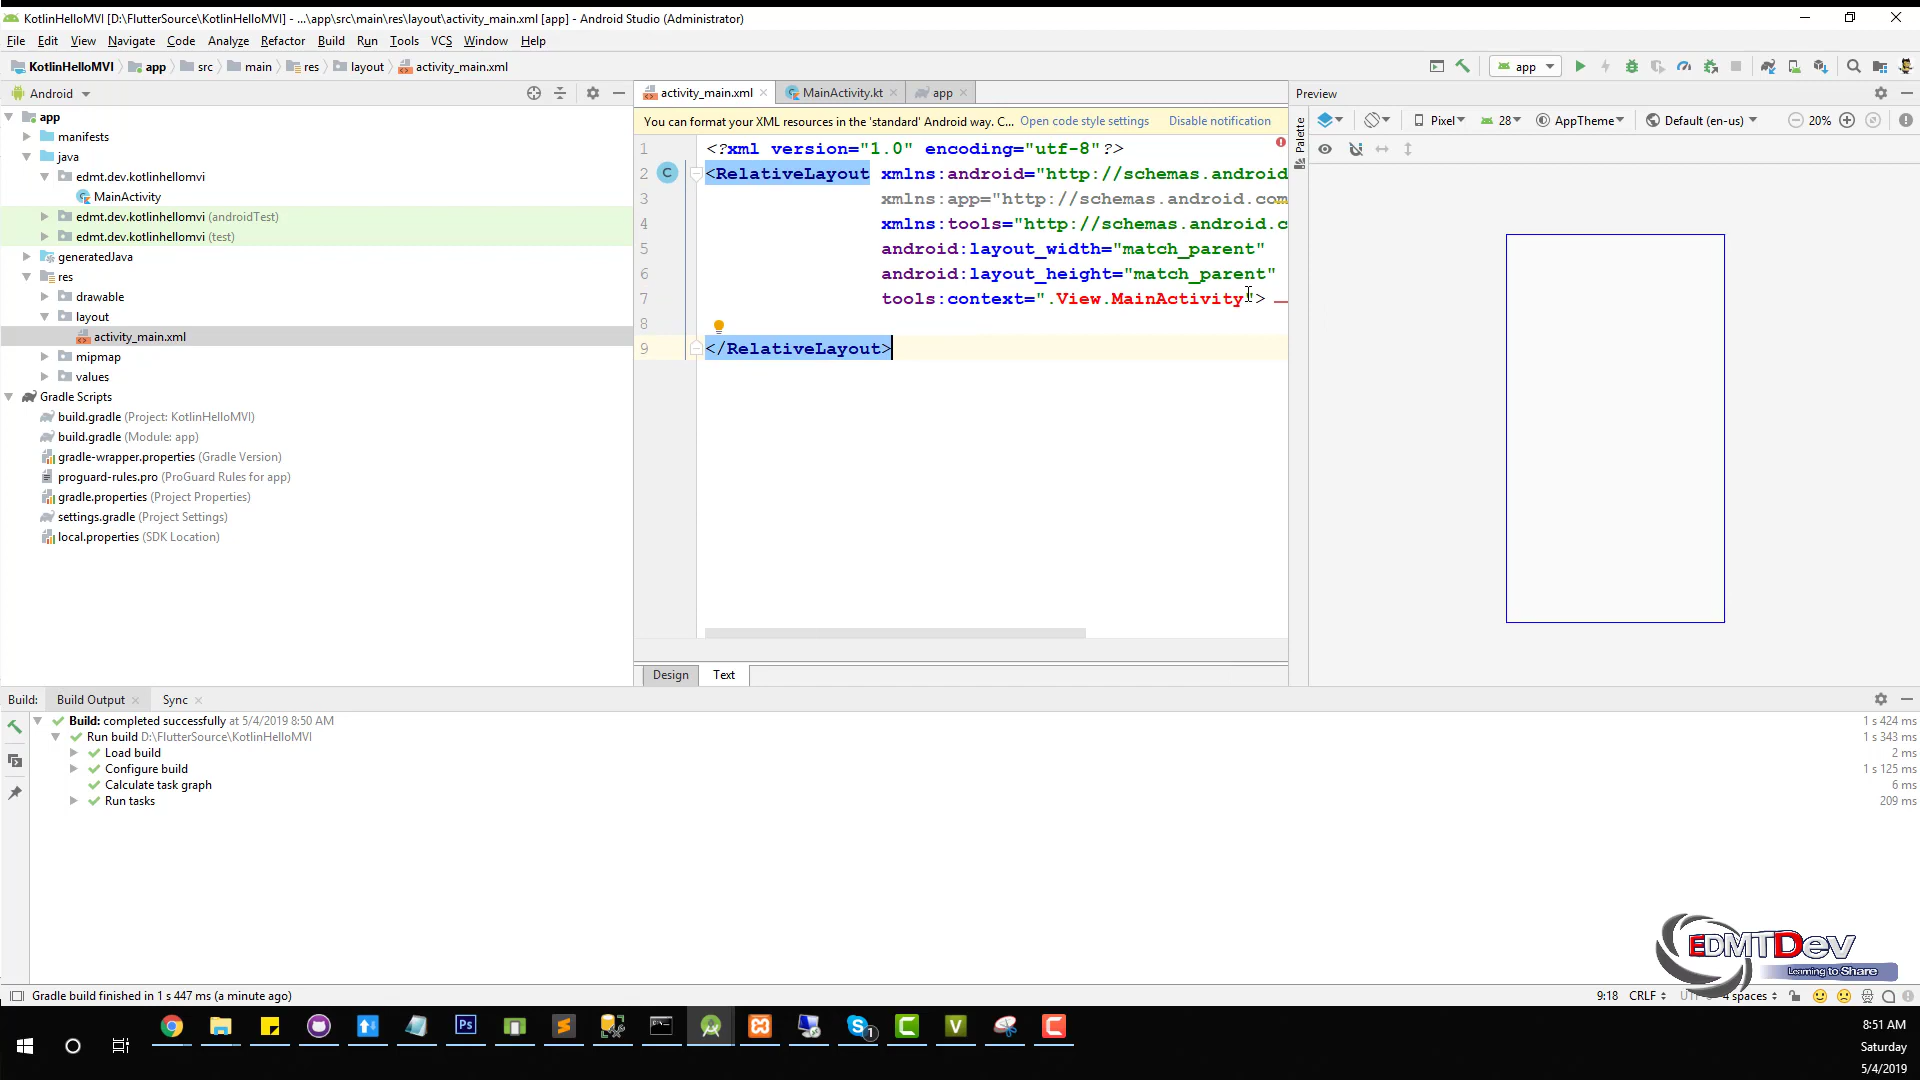 KotlinHelloMVI [D:\FlutterSource\KotlinHelloMVI] - ...\app\src\main\res\layout\activity_main.xml [app] - Android Studio (Administrator)
File Edit View Navigate Code Analyze Refactor Build Run Tools VCS Window Help
KotlinHelloMVI app src main res layout activity_main.xml
app
Android
activity_main.xml MainActivity.kt app
Preview
app
manifests
java
edmt.dev.kotlinhellomvi
MainActivity
edmt.dev.kotlinhellomvi (androidTest)
edmt.dev.kotlinhellomvi (test)
generatedJava
res
drawable
layout
activity_main.xml
mipmap
values
Gradle Scripts
build.gradle (Project: KotlinHelloMVI)
build.gradle (Module: app)
gradle-wrapper.properties (Gradle Version)
proguard-rules.pro (ProGuard Rules for app)
gradle.properties (Project Properties)
settings.gradle (Project Settings)
local.properties (SDK Location)
You can format your XML resources in the 'standard' Android way. C... Open code style settings Disable notification
1 <?xml version="1.0" encoding="utf-8"?>
2 <RelativeLayout xmlns:android="http://schemas.android
3 xmlns:app="http://schemas.android.com
4 xmlns:tools="http://schemas.android.c
5 android:layout_width="match_parent"
6 android:layout_height="match_parent"
7 tools:context=".View.MainActivity">
8
9 </RelativeLayout>
Design Text
Palette
Pixel 28 AppTheme Default (en-us) 20%
Build: Build Output Sync
Build: completed successfully at 5/4/2019 8:50 AM 1 s 424 ms
Run build D:\FlutterSource\KotlinHelloMVI 1 s 343 ms
Load build 2 ms
Configure build 1 s 125 ms
Calculate task graph 6 ms
Run tasks 209 ms
EDMTDev
Learning to Share
Gradle build finished in 1 s 447 ms (a minute ago) 9:18 CRLF 4 spaces
Ps
1
V
C
8:51 AM
Saturday
5/4/2019